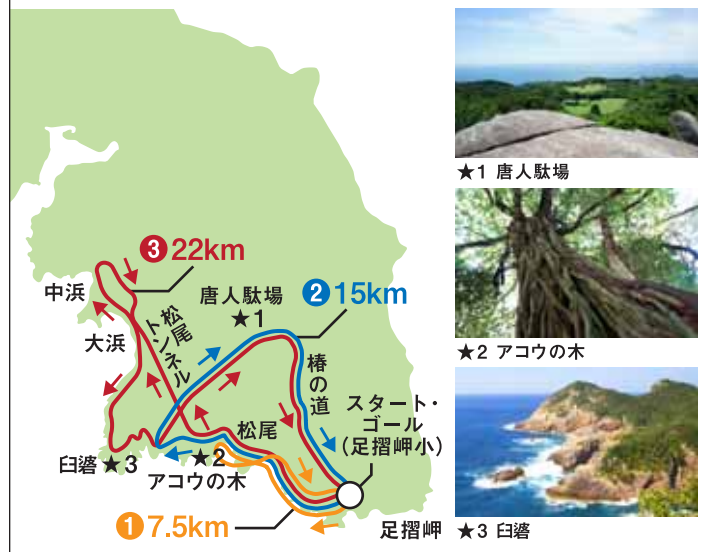 ❸22km
中浜
大浜
松尾
トンネル
唐人駄場
★1
❷15km
椿の道
スタート・
ゴール
(足摺岬小)
松尾
臼碆★3
★2
アコウの木
❶7.5km
足摺岬
★1 唐人駄場
★2 アコウの木
★3 臼碆